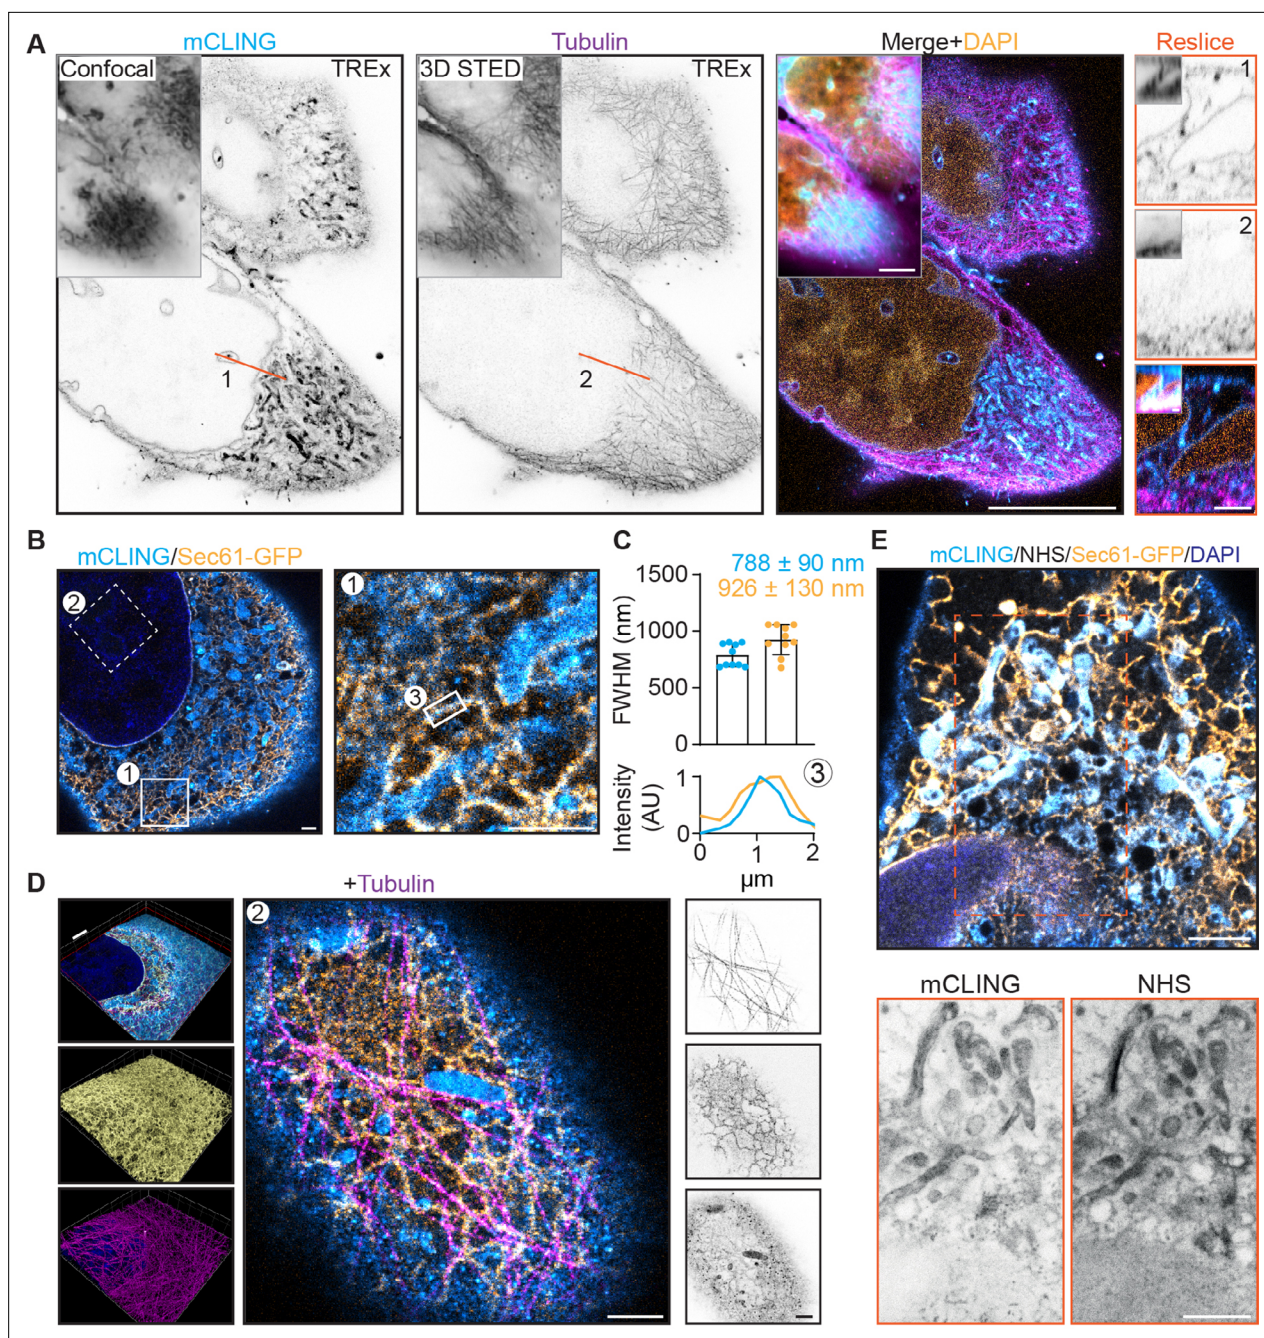 A
mCLING
Tubulin
Merge+DAPI
Reslice
Confocal
TREx
3D STED
TREx
1
2
1
2
B
mCLING/Sec61-GFP
2
1
1
3
C
788 ± 90 nm
926 ± 130 nm
1500
1000
500
0
FWHM (nm)
3
1
0
Intensity
(AU)
0
1
2
µm
D
+Tubulin
2
E
mCLING/NHS/Sec61-GFP/DAPI
mCLING
NHS